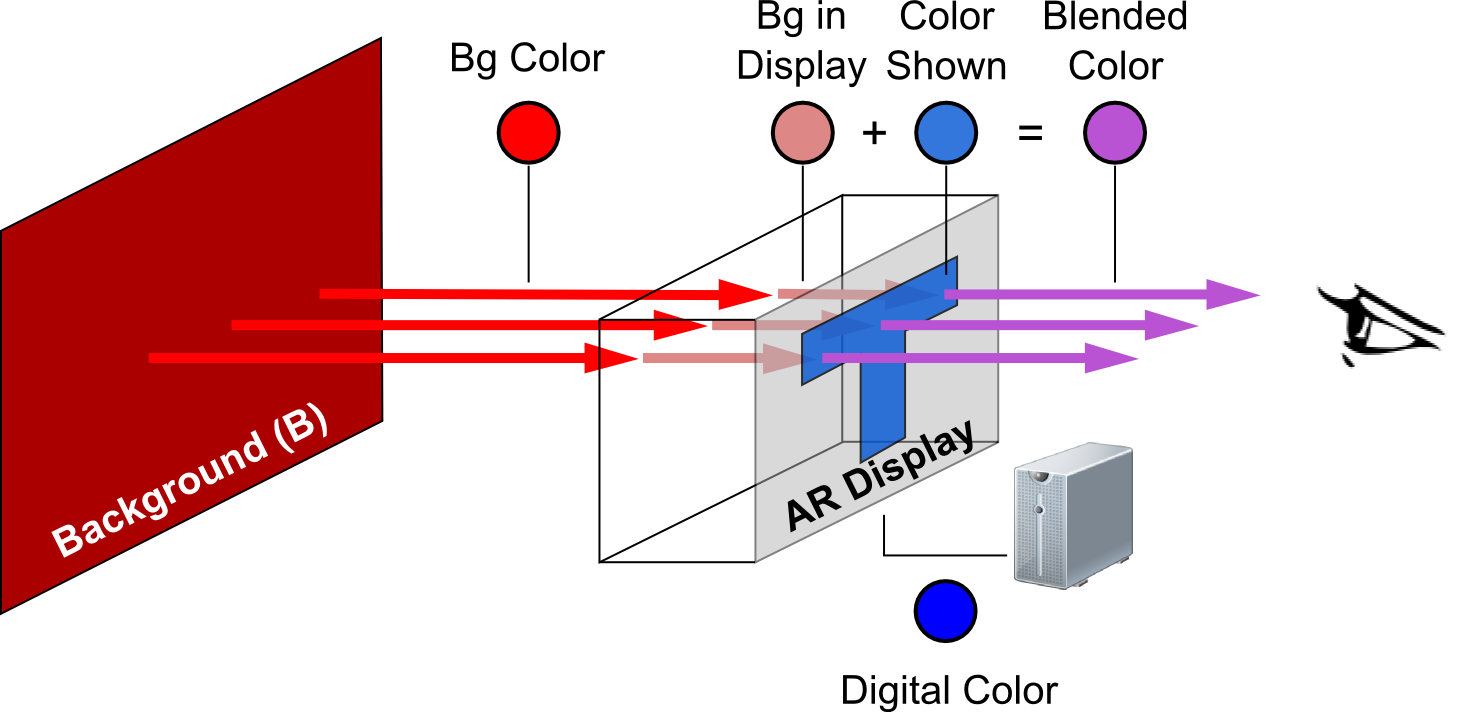 Bg Color
Bg in
Display
+
Color
Shown
=
Blended
Color
Background (B)
AR Display
Digital Color